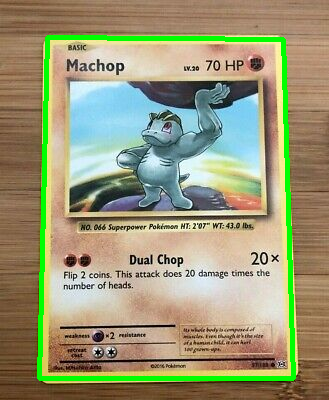 BASIC
Machop LV.20 70 HP
NO. 066 Superpower Pokémon HT: 2'07" WT: 43.0 lbs.
Dual Chop 20×
Flip 2 coins. This attack does 20 damage times the
number of heads.
weakness ×2 resistance
retreat
cost
Its whole body is composed of
muscles. Even though it's the size
of a human child, it can hurl
100 grown-ups.
©2016 Pokémon